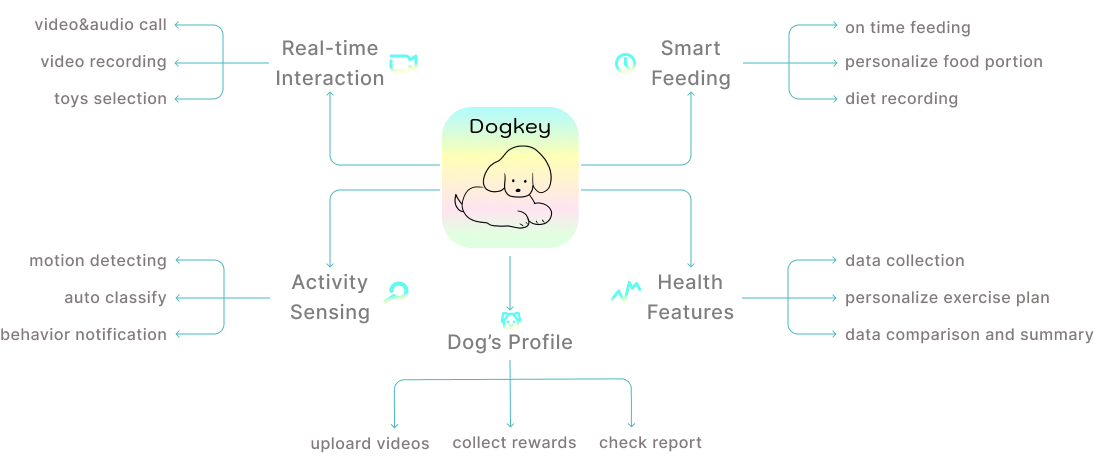 video&audio call
video recording
toys selection
Real-time
Interaction
Smart
Feeding
on time feeding
personalize food portion
diet recording
Dogkey
motion detecting
auto classify
behavior notification
Activity
Sensing
Health
Features
data collection
personalize exercise plan
data comparison and summary
Dog's Profile
uploard videos
collect rewards
check report